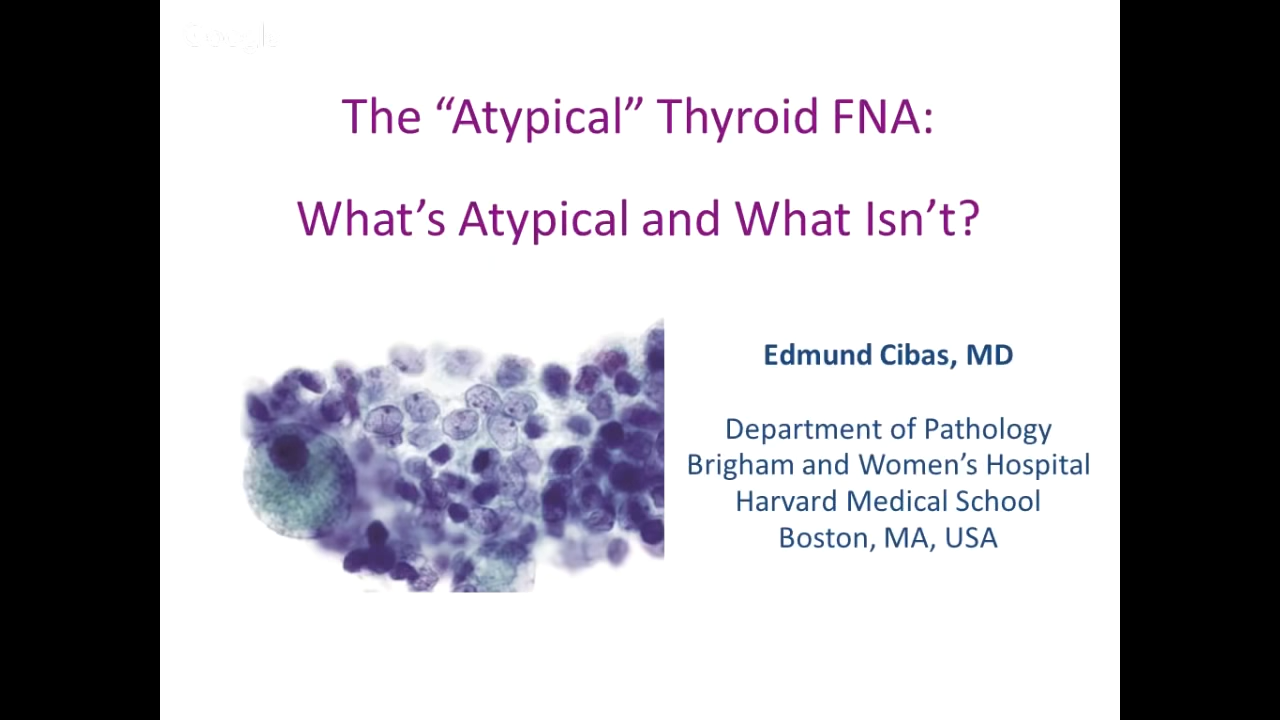 Google
The “Atypical” Thyroid FNA:
What’s Atypical and What Isn’t?
Edmund Cibas, MD
Department of Pathology
Brigham and Women’s Hospital
Harvard Medical School
Boston, MA, USA